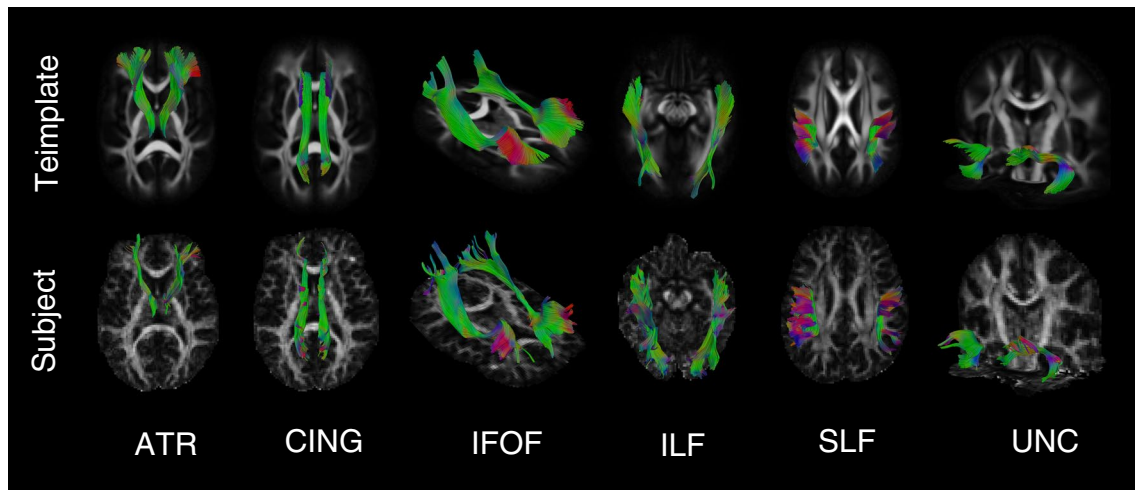 Teimplate
Subject
ATR CING IFOF ILF SLF UNC